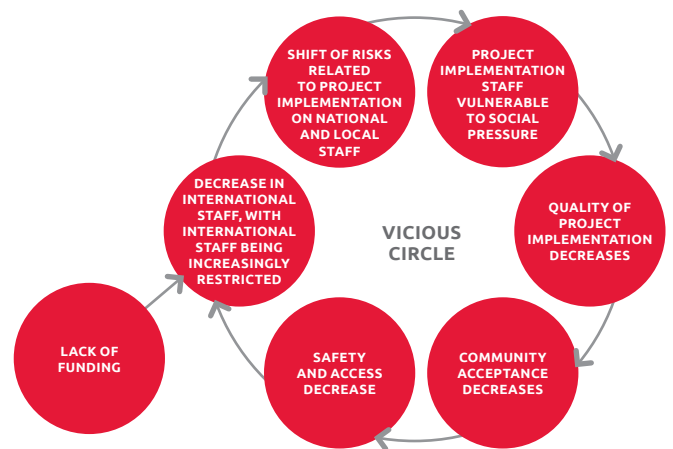 SHIFT OF RISKS
RELATED
TO PROJECT
IMPLEMENTATION
ON NATIONAL
AND LOCAL
STAFF
PROJECT
IMPLEMENTATION
STAFF
VULNERABLE
TO SOCIAL
PRESSURE
DECREASE IN
INTERNATIONAL
STAFF, WITH
INTERNATIONAL
STAFF BEING
INCREASINGLY
RESTRICTED
VICIOUS
CIRCLE
QUALITY OF
PROJECT
IMPLEMENTATION
DECREASES
LACK OF
FUNDING
SAFETY
AND ACCESS
DECREASE
COMMUNITY
ACCEPTANCE
DECREASES